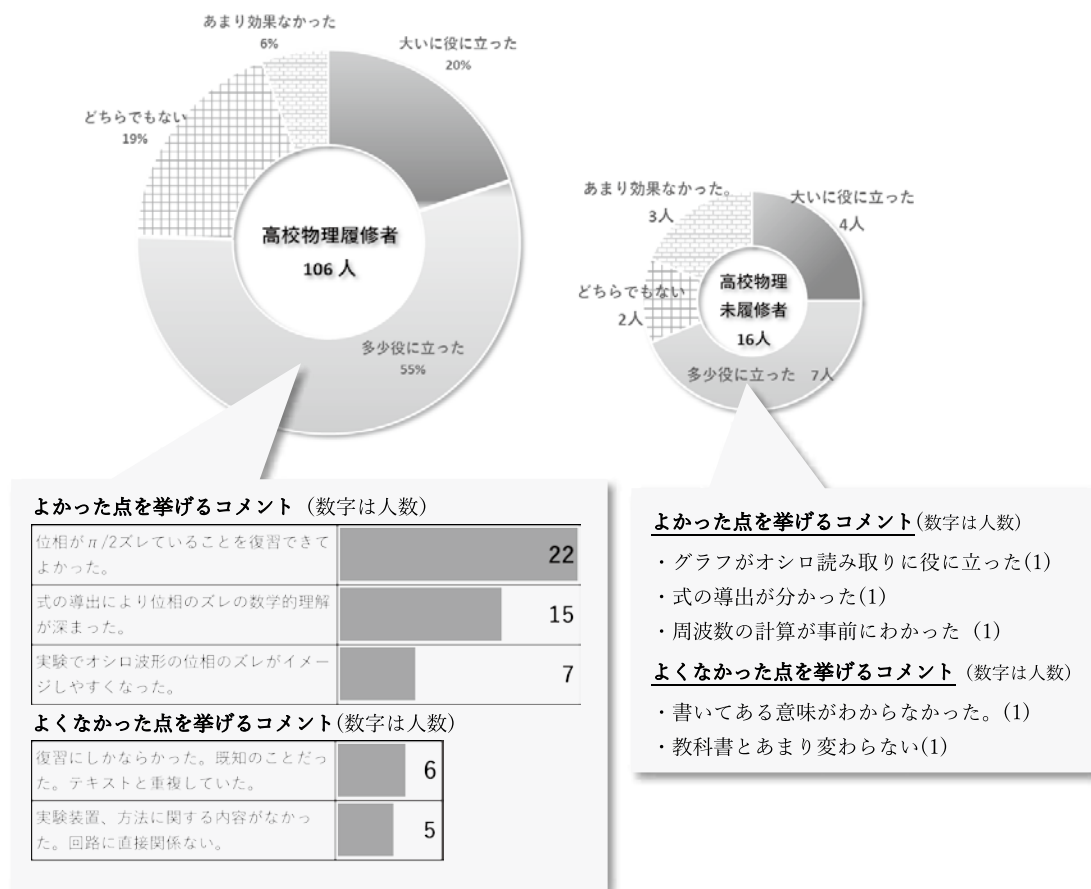 あまり効果なかった
6%
大いに役に立った
20%
どちらでもない
19%
高校物理履修者
106 人
多少役に立った
55%
あまり効果なかった。
3人
大いに役に立った
4人
どちらでもない
2人
高校物理
未履修者
16人
多少役に立った 7人
よかった点を挙げるコメント（数字は人数）
位相がπ/2ズレていることを復習できて
よかった。
22
式の導出により位相のズレの数学的理解
が深まった。
15
実験でオシロ波形の位相のズレがイメー
ジしやすくなった。
7
よくなかった点を挙げるコメント(数字は人数）
復習にしかならかった。既知のことだっ
た。テキストと重複していた。
6
実験装置、方法に関する内容がなかっ
た。回路に直接関係ない。
5
よかった点を挙げるコメント(数字は人数）
・グラフがオシロ読み取りに役に立った(1)
・式の導出が分かった(1)
・周波数の計算が事前にわかった（1）
よくなかった点を挙げるコメント（数字は人数）
・書いてある意味がわからなかった。(1)
・教科書とあまり変わらない(1)